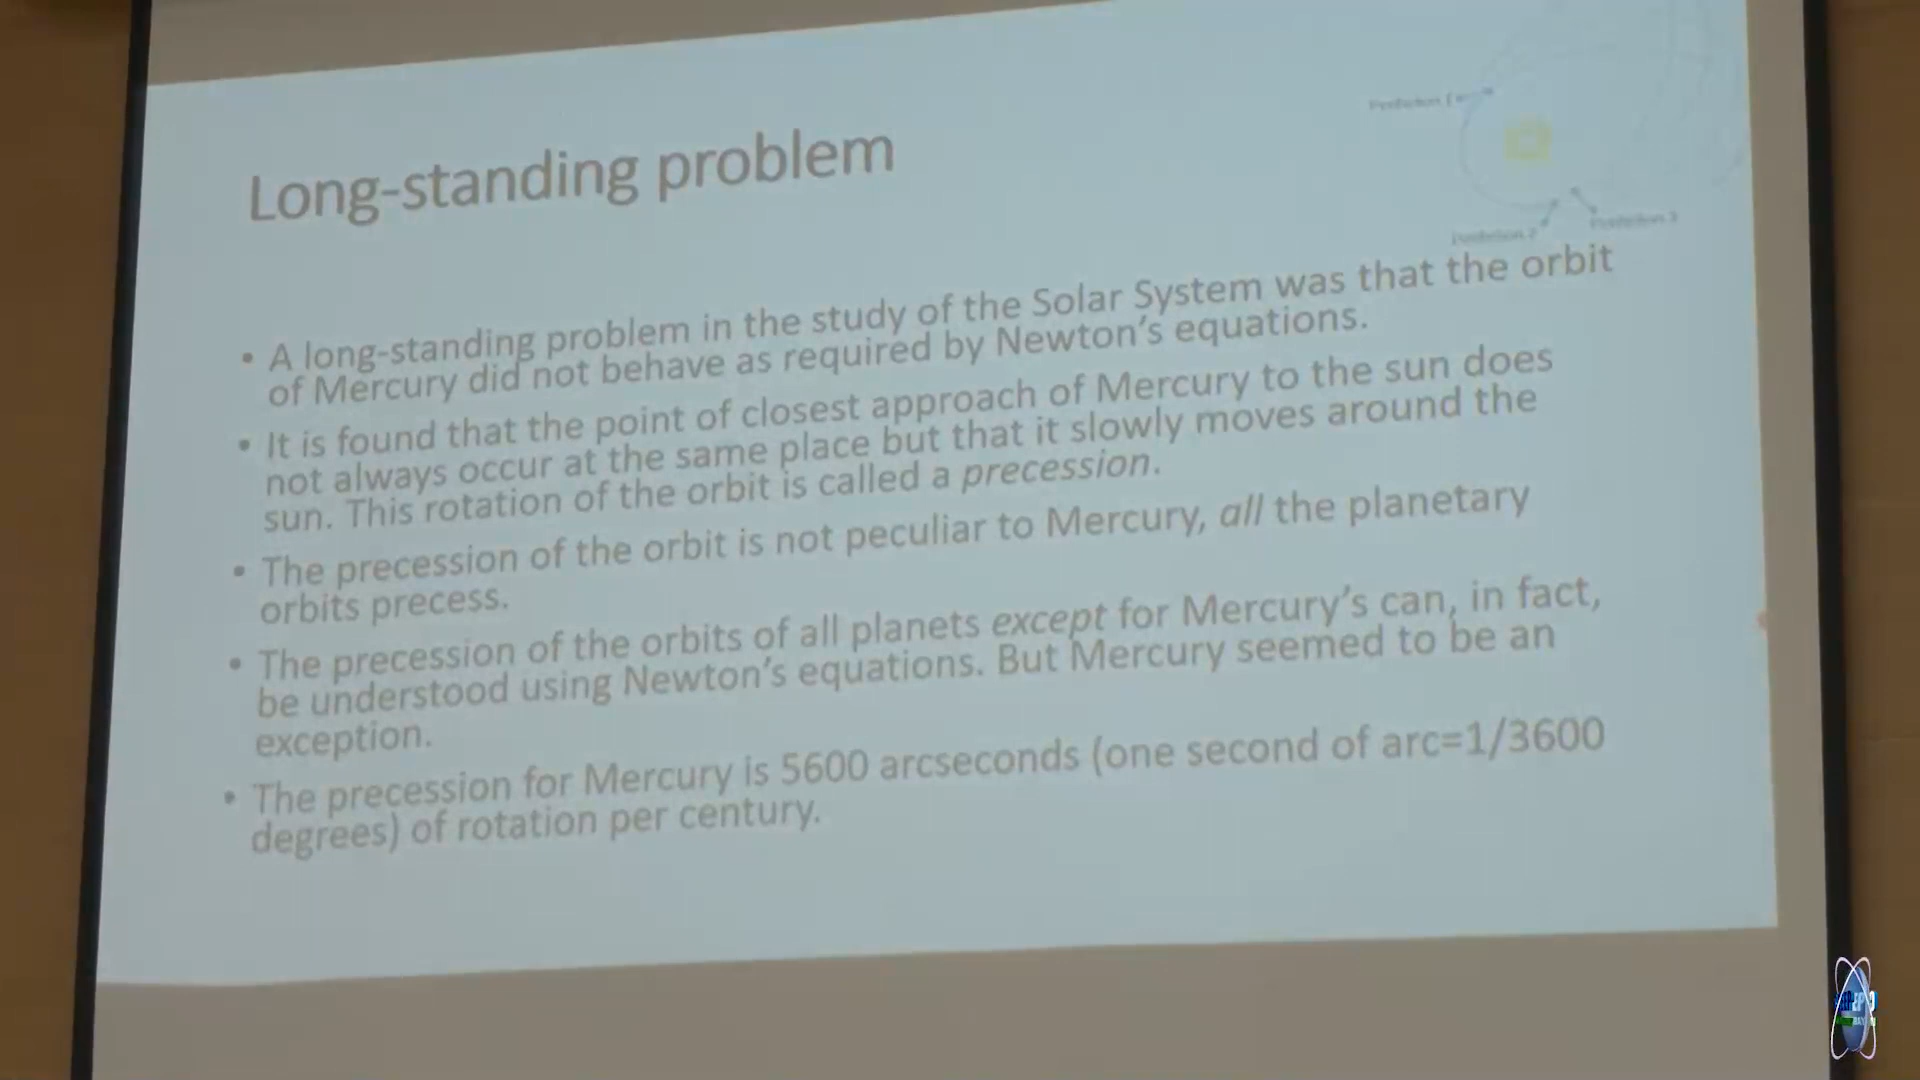 Long-standing problem
Perihelion 1
Perihelion 2
Perihelion 3
• A long-standing problem in the study of the Solar System was that the orbit
of Mercury did not behave as required by Newton's equations.
• It is found that the point of closest approach of Mercury to the sun does
not always occur at the same place but that it slowly moves around the
sun. This rotation of the orbit is called a precession.
• The precession of the orbit is not peculiar to Mercury, all the planetary
orbits precess.
• The precession of the orbits of all planets except for Mercury's can, in fact,
be understood using Newton's equations. But Mercury seemed to be an
exception.
• The precession for Mercury is 5600 arcseconds (one second of arc=1/3600
degrees) of rotation per century.